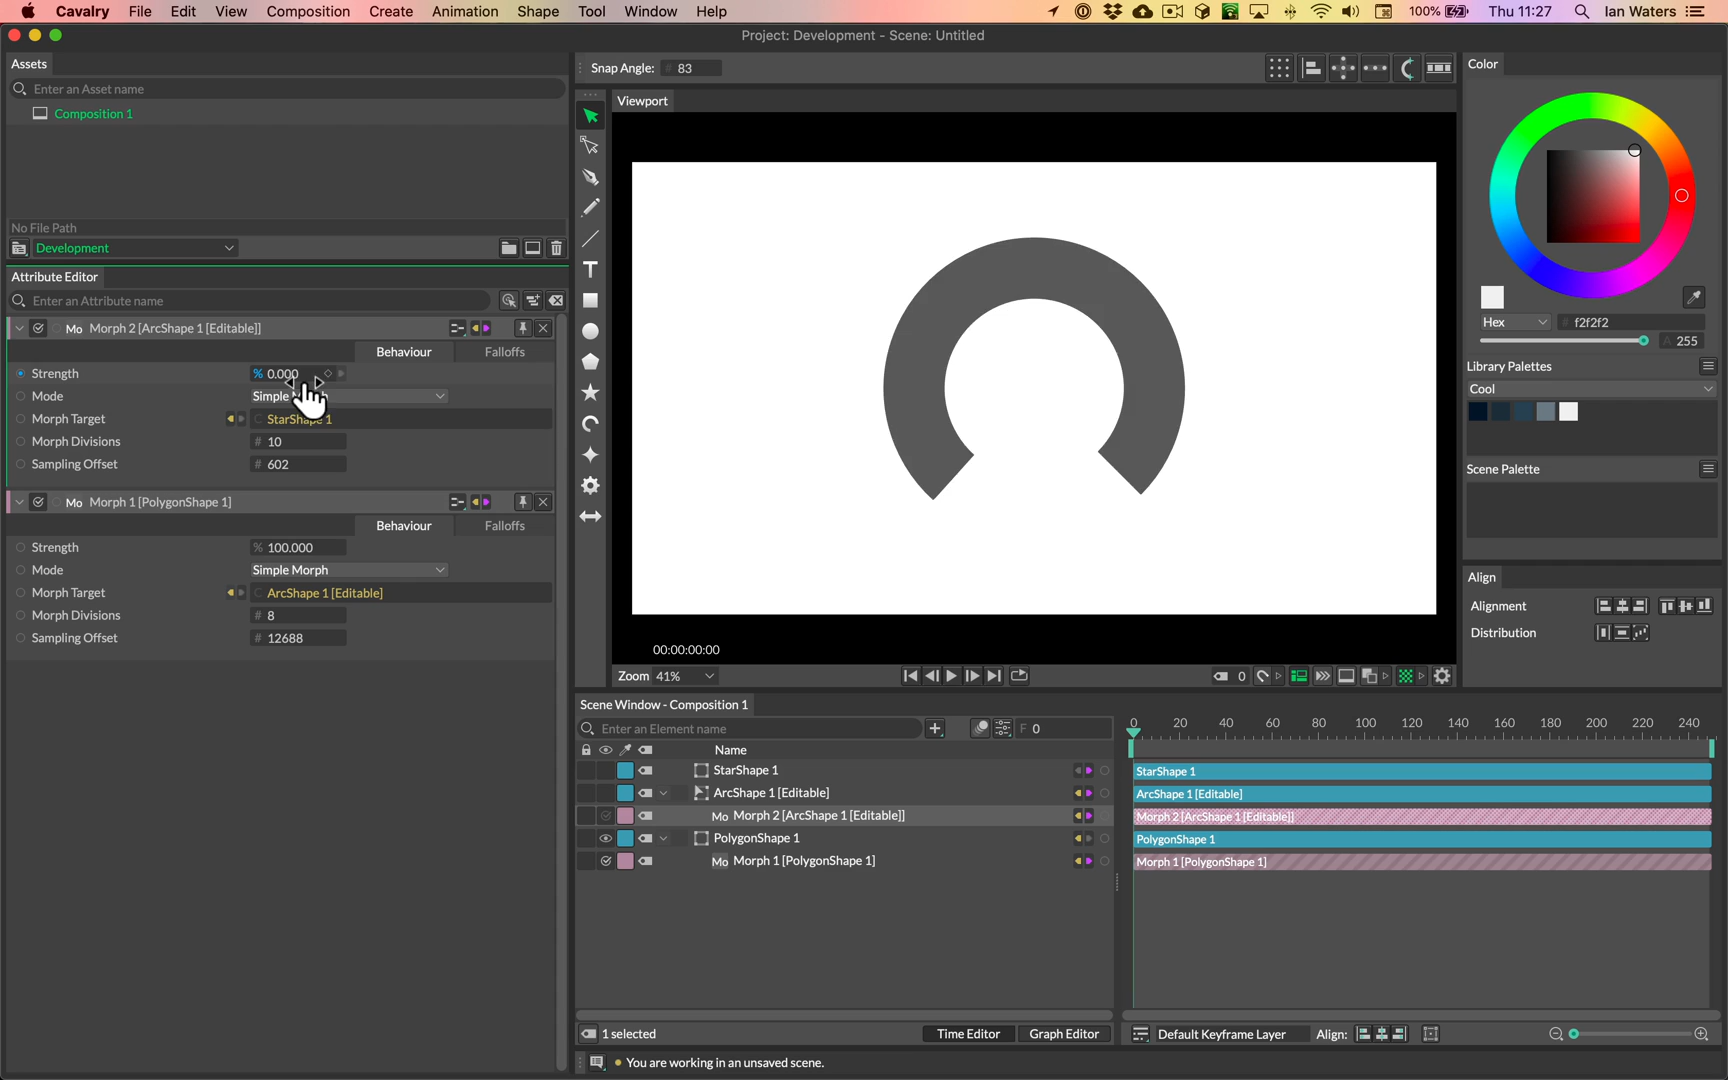 Cavalry File Edit View Composition Create Animation Shape Tool Window Help 100% Thu 11:27 Ian Waters
Project: Development - Scene: Untitled
Assets
Enter an Asset name
Composition 1
No File Path
Development
Attribute Editor
Enter an Attribute name
Mo Morph 2 [ArcShape 1 [Editable]]
Behaviour Falloffs
Strength % 0.000
Mode Simple
Morph Target StarShape 1
Morph Divisions # 10
Sampling Offset # 602
Mo Morph 1 [PolygonShape 1]
Behaviour Falloffs
Strength % 100.000
Mode Simple Morph
Morph Target ArcShape 1 [Editable]
Morph Divisions # 8
Sampling Offset # 12688
Snap Angle: # 83
Viewport
00:00:00:00
Zoom 41% 0
Color
Hex # f2f2f2
A 255
Library Palettes
Cool
Scene Palette
Align
Alignment
Distribution
Scene Window - Composition 1
Enter an Element name F 0
Name
StarShape 1
ArcShape 1 [Editable]
Mo Morph 2 [ArcShape 1 [Editable]]
PolygonShape 1
Mo Morph 1 [PolygonShape 1]
0 20 40 60 80 100 120 140 160 180 200 220 240
StarShape 1
ArcShape 1 [Editable]
Morph 2 [ArcShape 1 [Editable]]
PolygonShape 1
Morph 1 [PolygonShape 1]
1 selected Time Editor Graph Editor Default Keyframe Layer Align:
You are working in an unsaved scene.